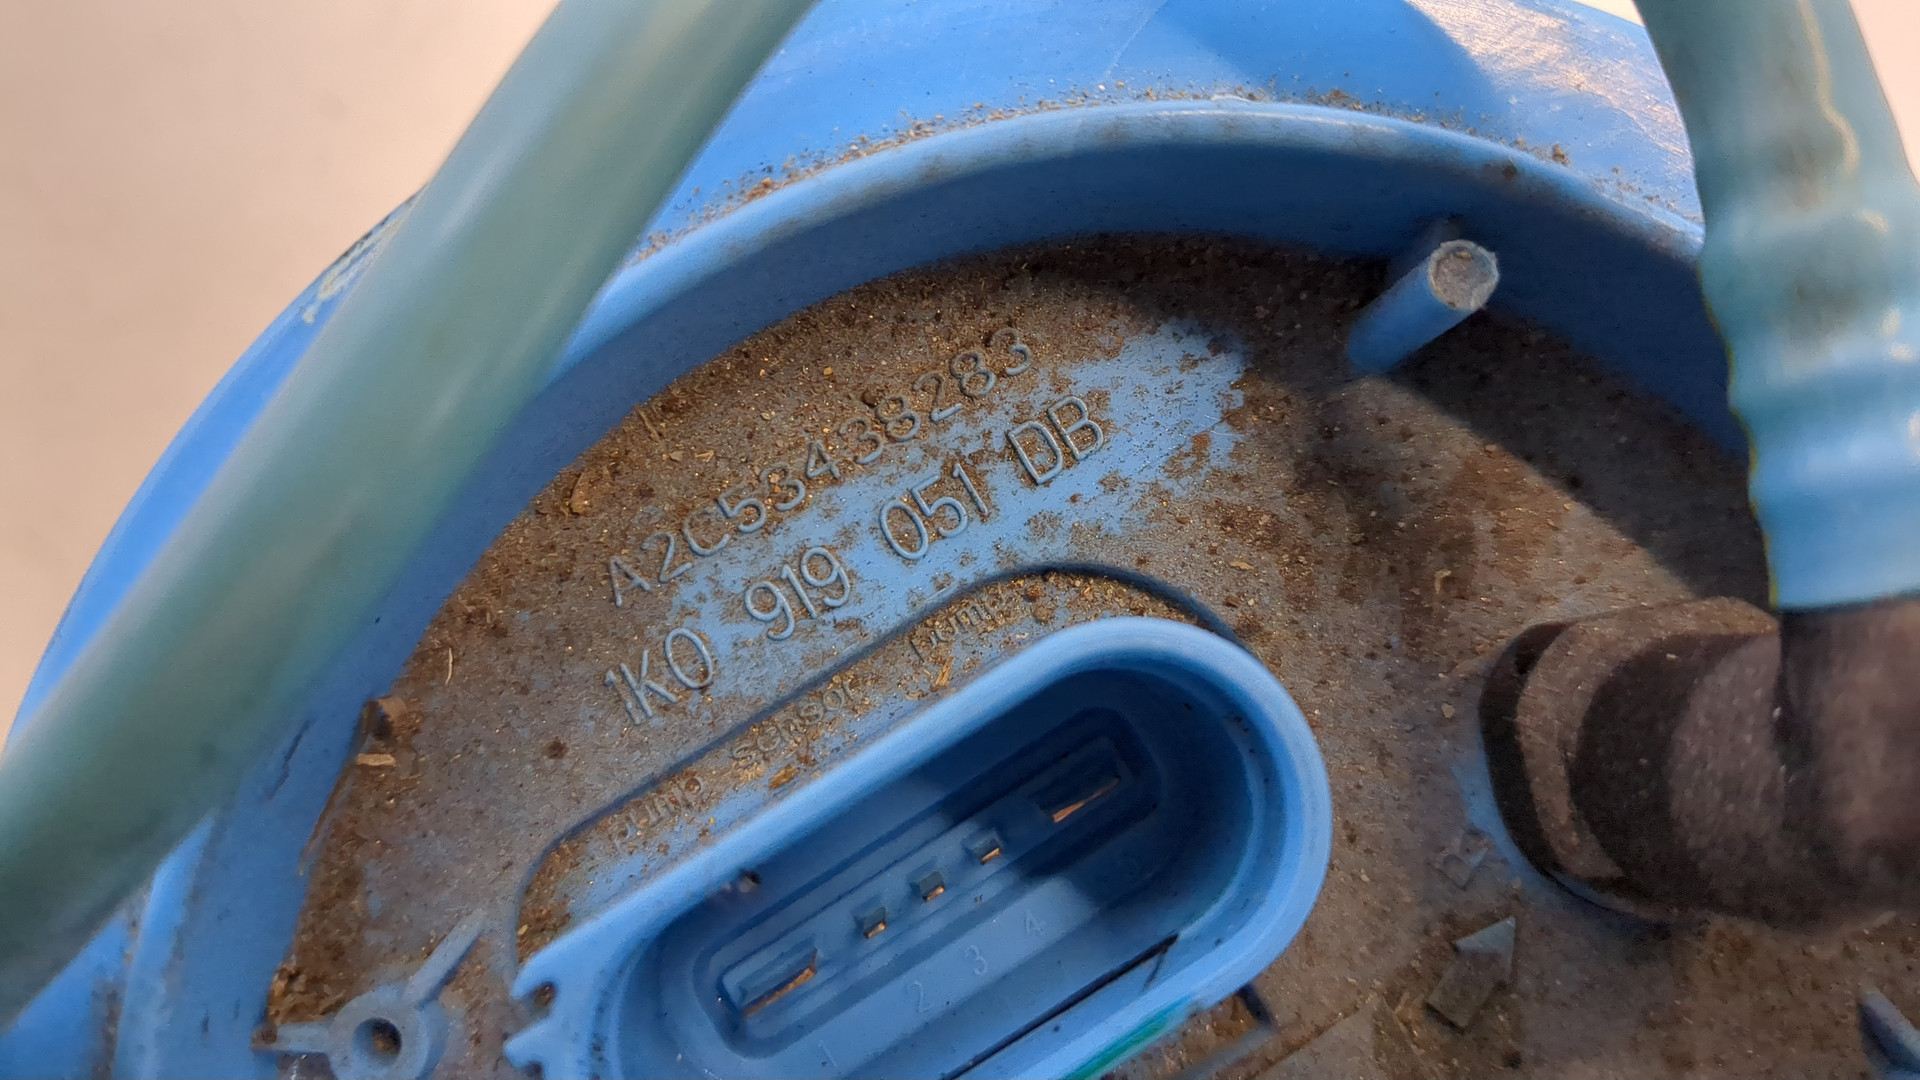 A2C53438283
1K0 919 051 DB
pump sensor pump
1 2 3 4